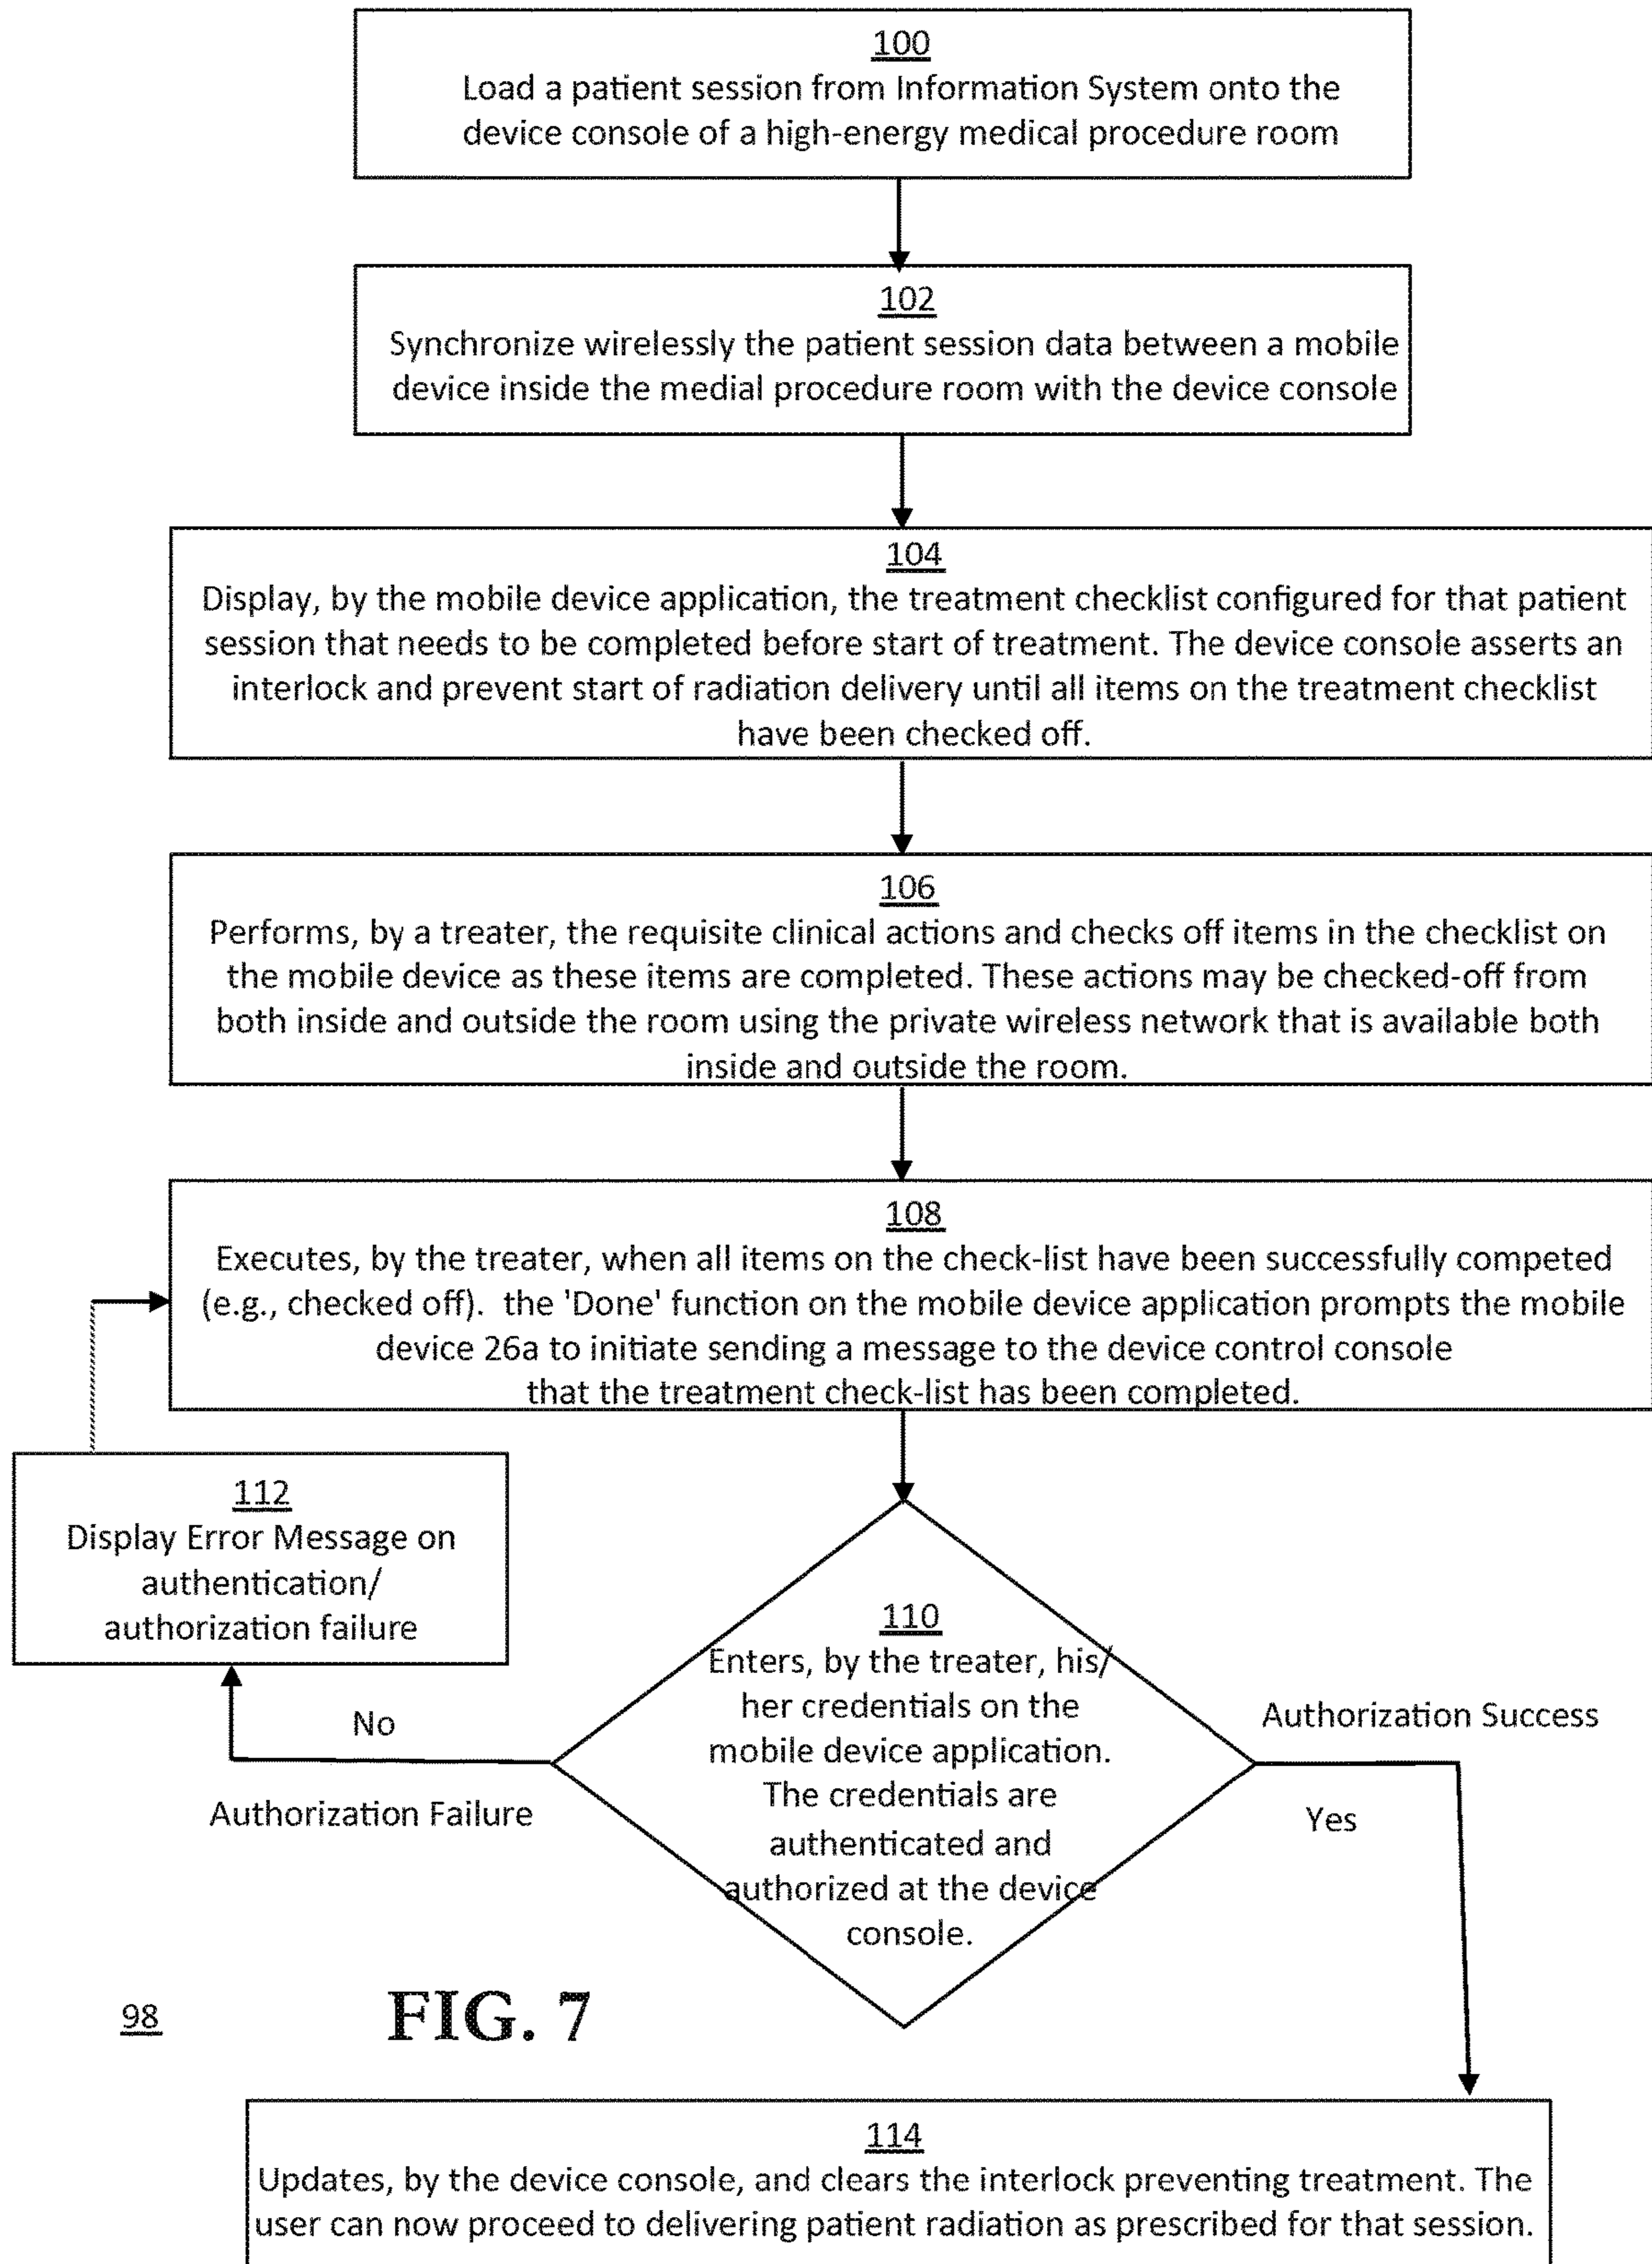 100
Load a patient session from Information System onto the
device console of a high-energy medical procedure room
102
Synchronize wirelessly the patient session data between a mobile
device inside the medial procedure room with the device console
104
Display, by the mobile device application, the treatment checklist configured for that patient
session that needs to be completed before start of treatment. The device console asserts an
interlock and prevent start of radiation delivery until all items on the treatment checklist
have been checked off.
106
Performs, by a treater, the requisite clinical actions and checks off items in the checklist on
the mobile device as these items are completed. These actions may be checked-off from
both inside and outside the room using the private wireless network that is available both
inside and outside the room.
108
Executes, by the treater, when all items on the check-list have been successfully competed
(e.g., checked off).  the 'Done' function on the mobile device application prompts the mobile
device 26a to initiate sending a message to the device control console
that the treatment check-list has been completed.
112
Display Error Message on
authentication/
authorization failure
110
Enters, by the treater, his/
her credentials on the
mobile device application.
The credentials are
authenticated and
authorized at the device
console.
No
Authorization Failure
Authorization Success
Yes
98
FIG. 7
114
Updates, by the device console, and clears the interlock preventing treatment. The
user can now proceed to delivering patient radiation as prescribed for that session.